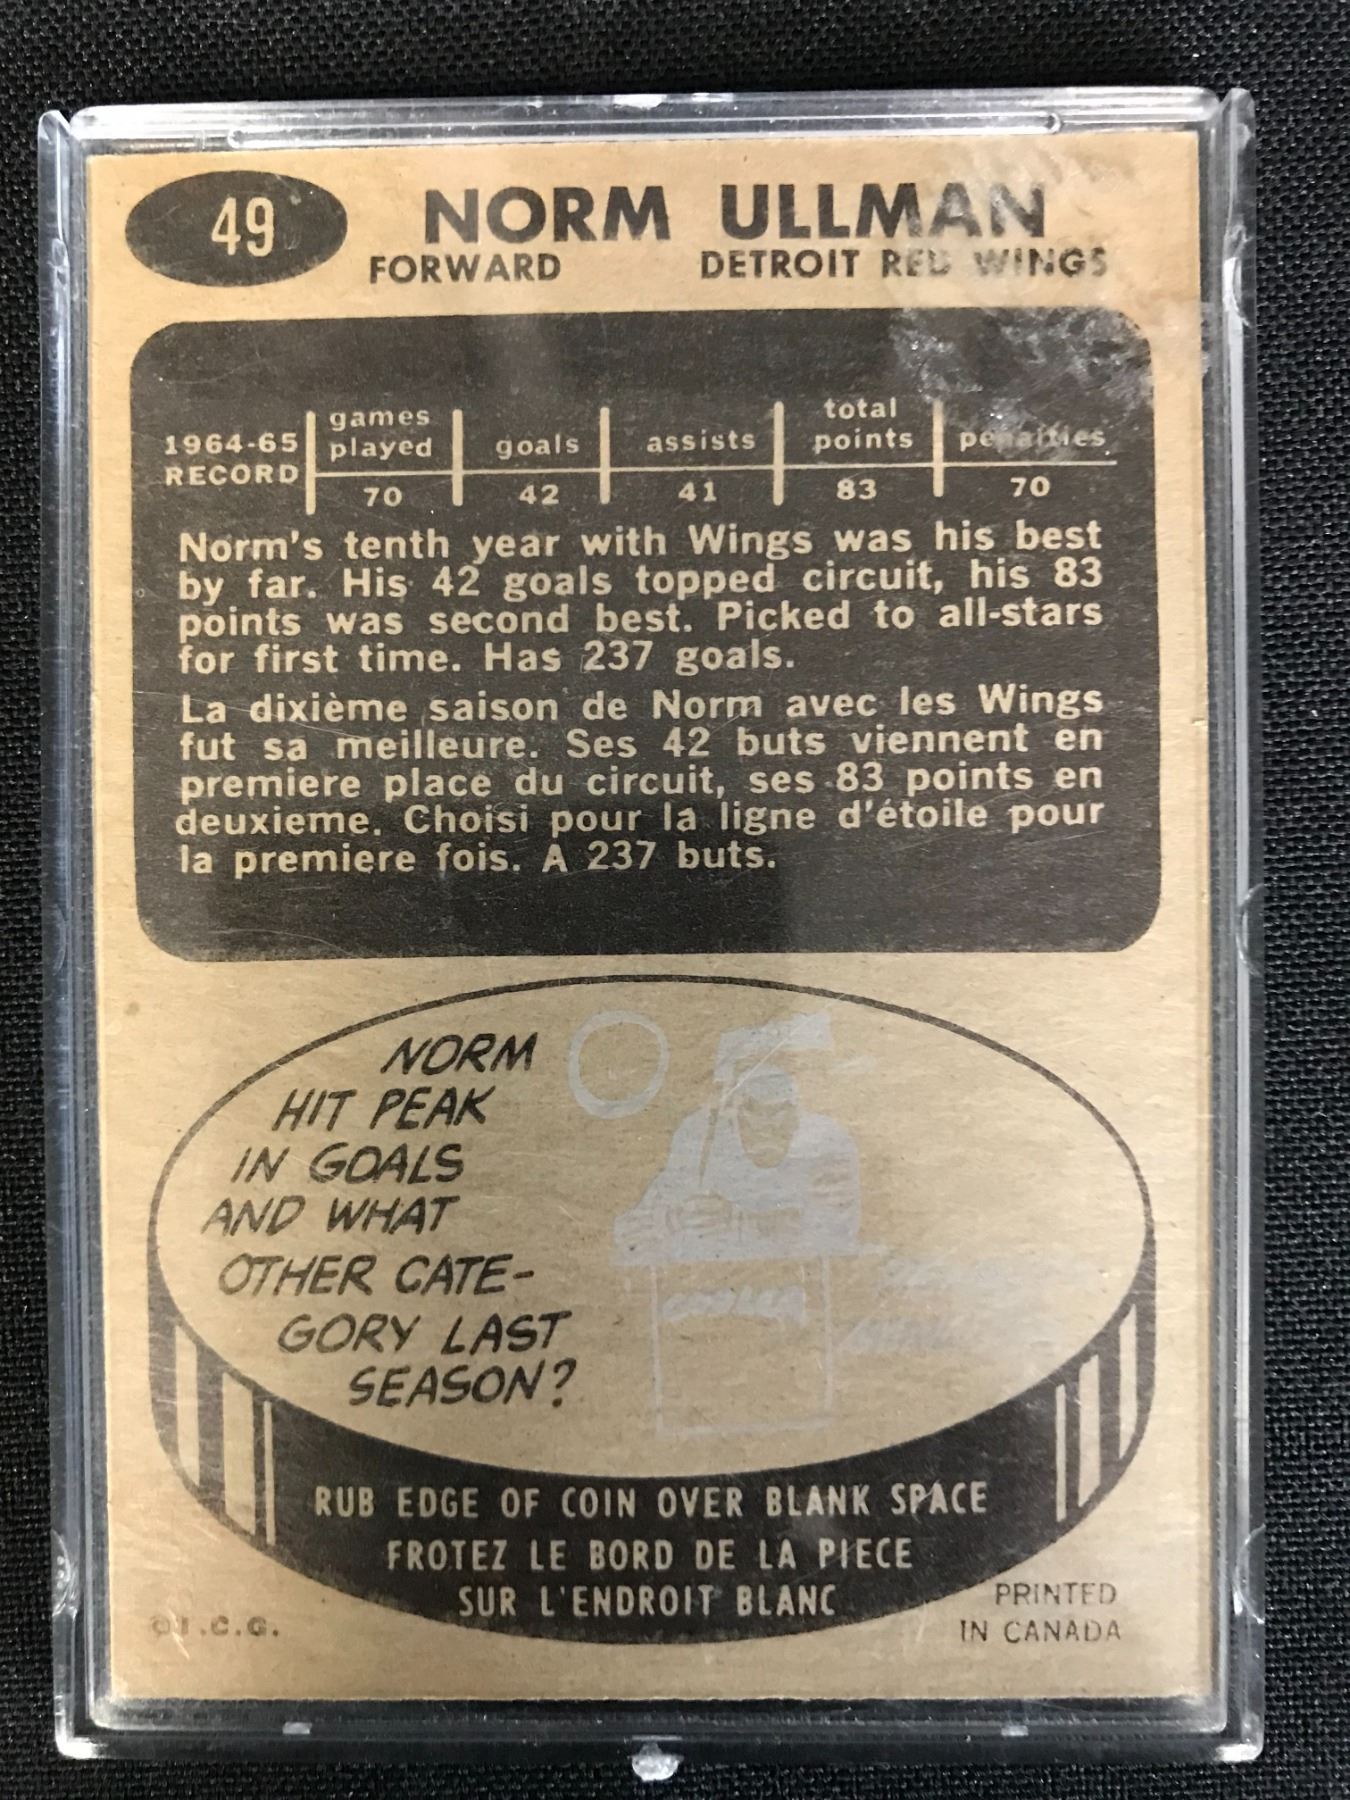 49
NORM ULLMAN
FORWARD DETROIT RED WINGS
1964-65 RECORD games played goals assists total points penalties
70 42 41 83 70
Norm's tenth year with Wings was his best
by far. His 42 goals topped circuit, his 83
points was second best. Picked to all-stars
for first time. Has 237 goals.
La dixième saison de Norm avec les Wings
fut sa meilleure. Ses 42 buts viennent en
premiere place du circuit, ses 83 points en
deuxieme. Choisi pour la ligne d'étoile pour
la premiere fois. A 237 buts.
NORM
HIT PEAK
IN GOALS
AND WHAT
OTHER CATE-
GORY LAST
SEASON?
RUB EDGE OF COIN OVER BLANK SPACE
FROTEZ LE BORD DE LA PIECE
SUR L'ENDROIT BLANC
©T.C.G.
PRINTED
IN CANADA